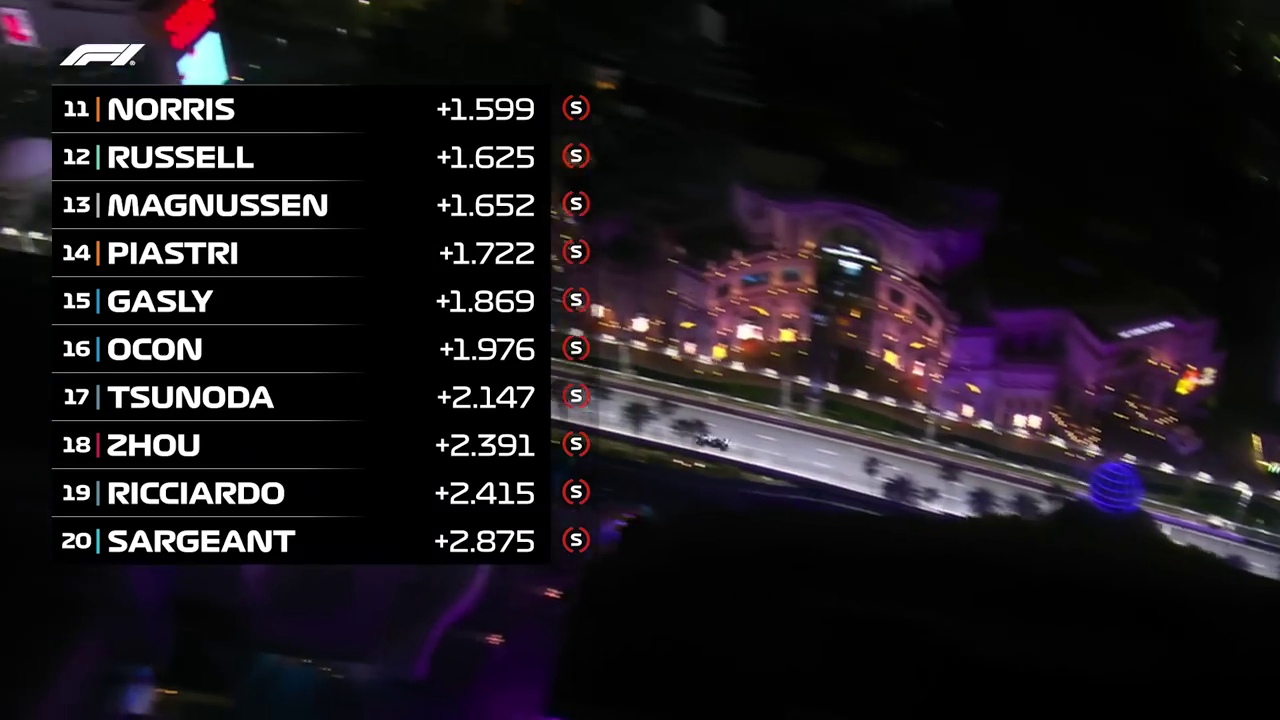 F1
11 NORRIS +1.599 S
12 RUSSELL +1.625 S
13 MAGNUSSEN +1.652 S
14 PIASTRI +1.722 S
15 GASLY +1.869 S
16 OCON +1.976 S
17 TSUNODA +2.147 S
18 ZHOU +2.391 S
19 RICCIARDO +2.415 S
20 SARGEANT +2.875 S